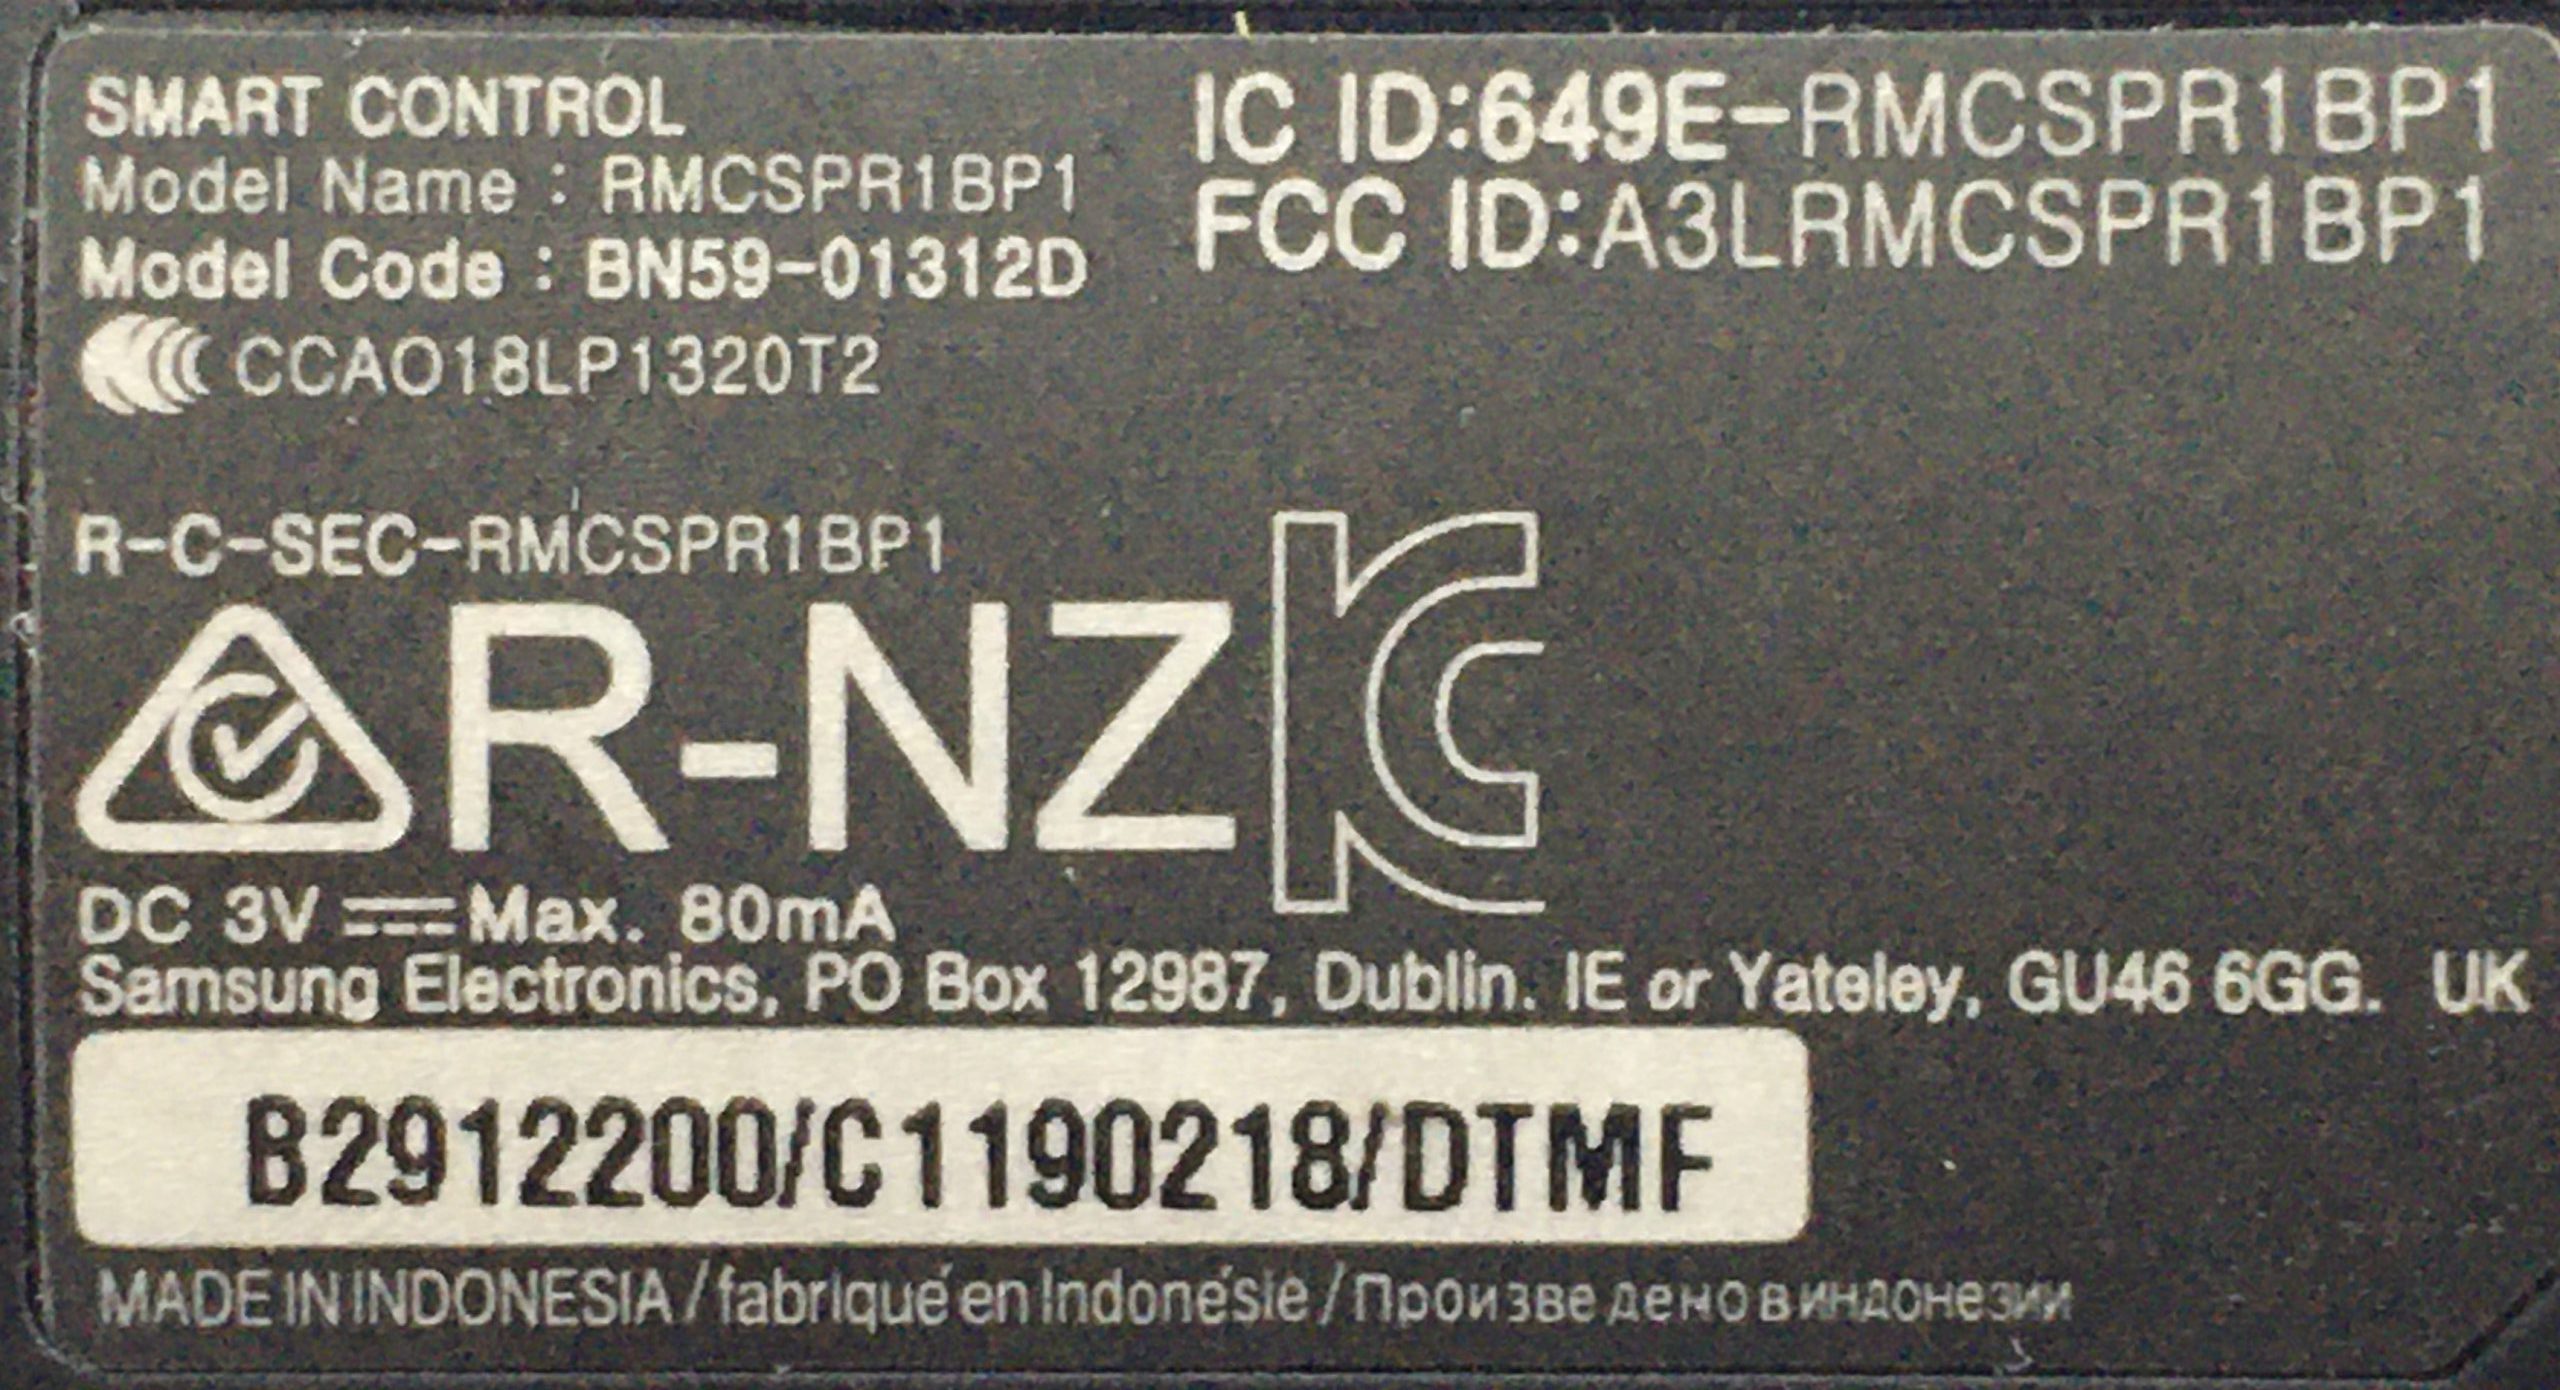 SMART CONTROL
Model Name : RMCSPR1BP1
Model Code : BN59-01312D
CCAO18LP1320T2
IC ID:649E-RMCSPR1BP1
FCC ID:A3LRMCSPR1BP1
R-C-SEC-RMCSPR1BP1
R-NZ
DC 3V Max. 80mA
Samsung Electronics, PO Box 12987, Dublin. IE or Yateley, GU46 6GG. UK
B2912200/C1190218/DTMF
MADE IN INDONESIA / fabriqué en Indonésie / Произве дено в индонезии